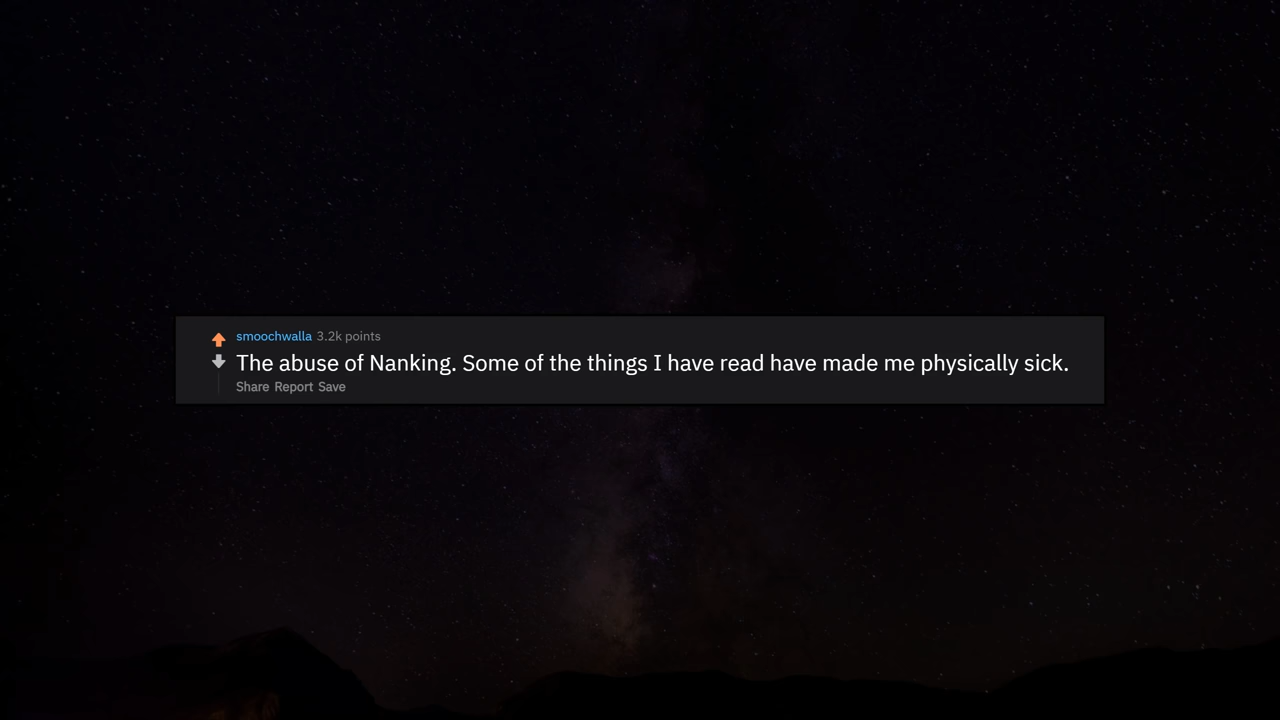 smoochwalla 3.2k points
The abuse of Nanking. Some of the things I have read have made me physically sick.
Share Report Save